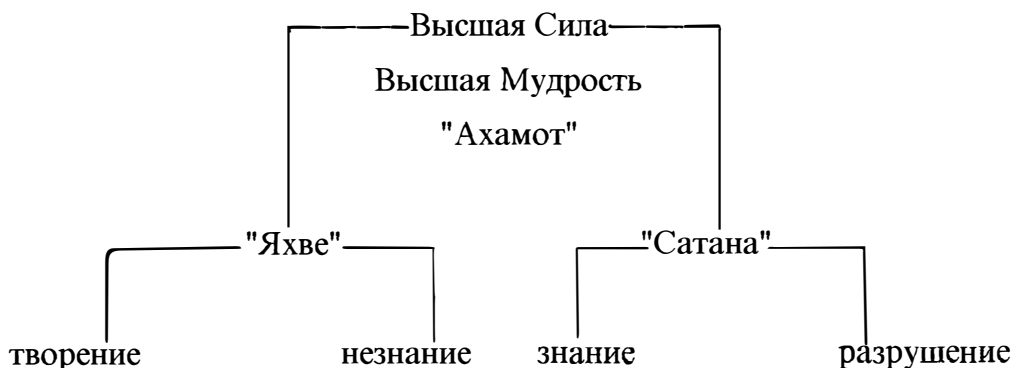 Высшая Сила
Высшая Мудрость
"Ахамот"
"Яхве" "Сатана"
творение незнание знание разрушение